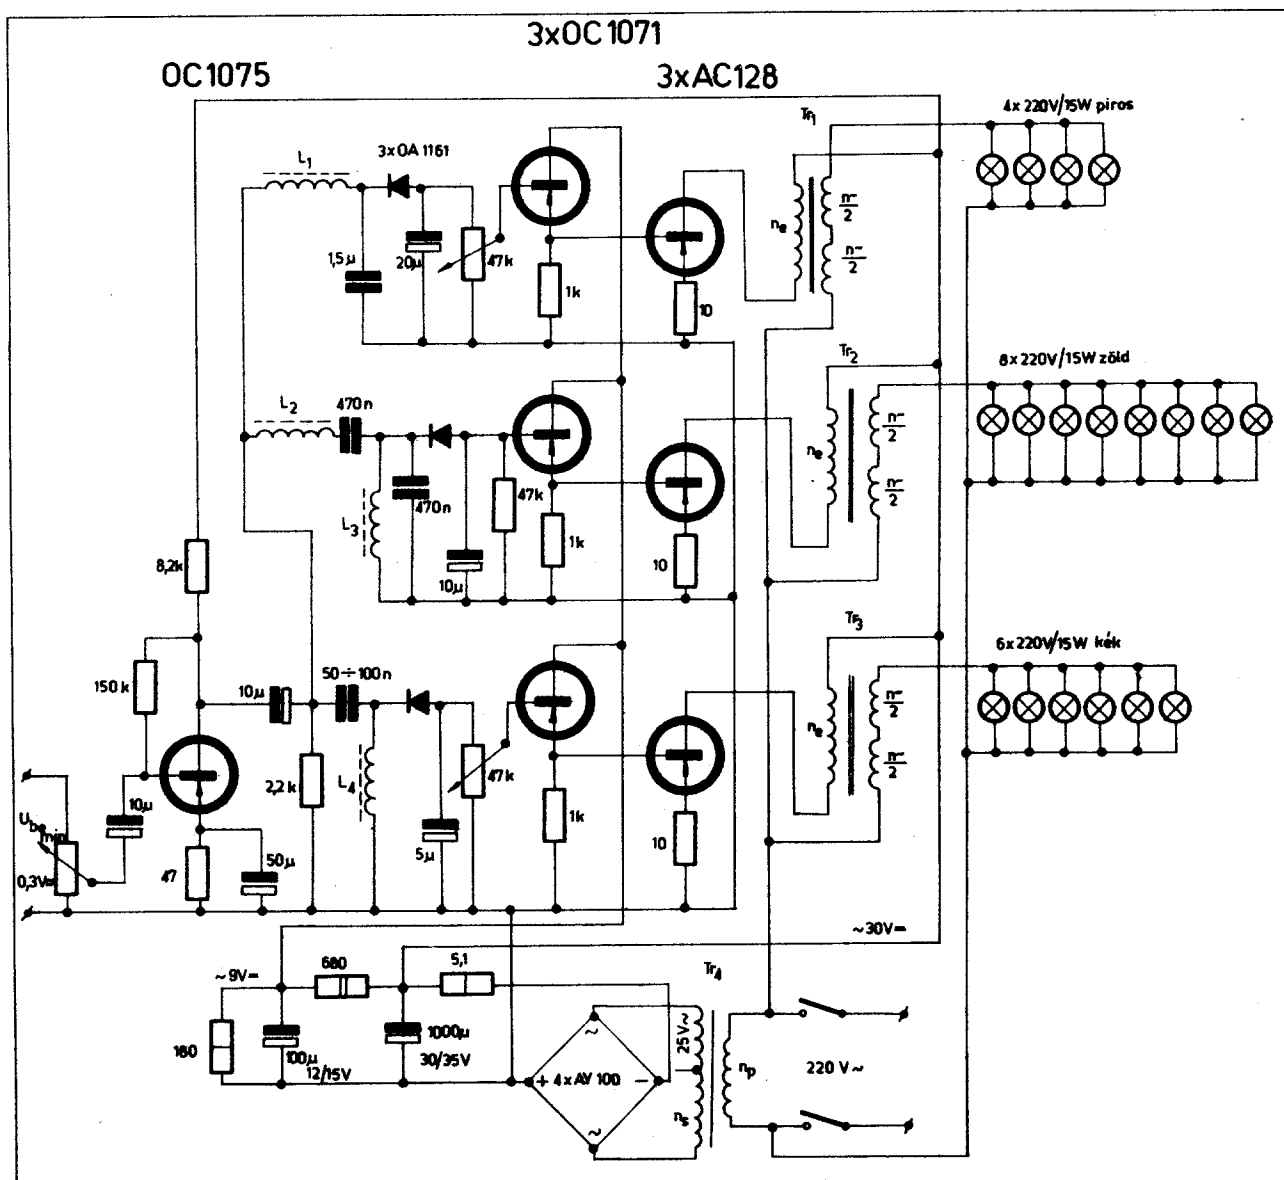 3xOC1071
OC1075
3xAC128
Tr1
4x 220V/15W piros
L1
3xOA 1161
ne
n-/2
n-/2
1,5µ
20µ
47k
1k
10
Tr2
8x 220V/15W zöld
L2
470n
ne
n-/2
n-/2
L3
470n
47k
10µ
1k
10
8,2k
Tr3
6x 220V/15W kék
150k
10µ
50÷100n
ne
n-/2
n-/2
2,2k
L4
47k
10µ
Ube min
0,3V≂
47
50µ
5µ
1k
10
~30V=
~9V=
680
5,1
Tr4
180
100µ
12/15V
1000µ
30/35V
~
25V~
+ 4xAY 100 -
~
ns
np
220 V~